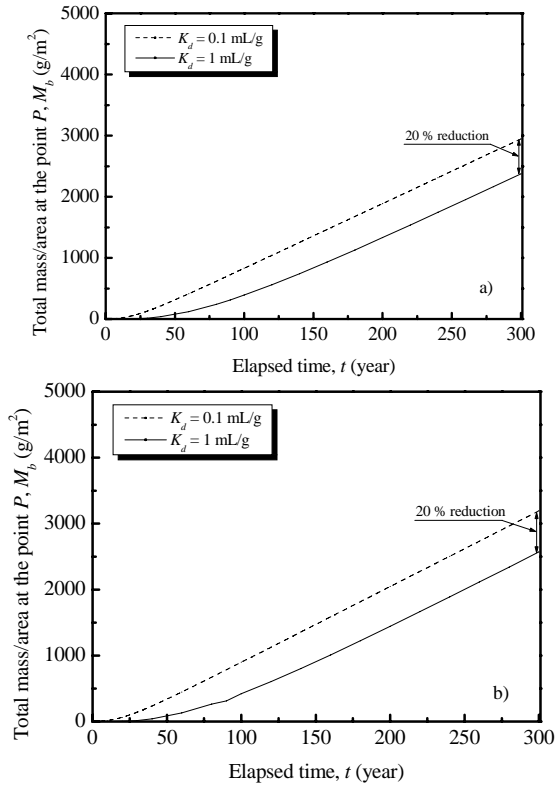 5000
4000
3000
2000
1000
0
Total mass/area at the point P, M_b (g/m²)
K_d = 0.1 mL/g
K_d = 1 mL/g
20 % reduction
a)
0 50 100 150 200 250 300
Elapsed time, t (year)
5000
4000
3000
2000
1000
0
Total mass/area at the point P, M_b (g/m²)
K_d = 0.1 mL/g
K_d = 1 mL/g
20 % reduction
b)
0 50 100 150 200 250 300
Elapsed time, t (year)